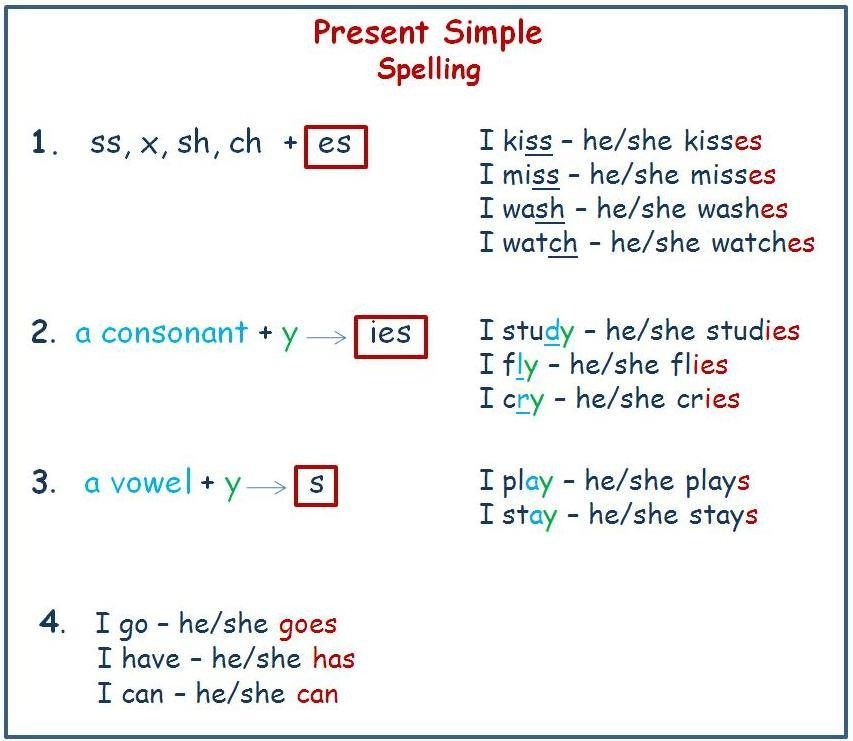 Present Simple
Spelling
1. ss, x, sh, ch + es
I kiss – he/she kisses
I miss – he/she misses
I wash – he/she washes
I watch – he/she watches
2. a consonant + y → ies
I study – he/she studies
I fly – he/she flies
I cry – he/she cries
3. a vowel + y → s
I play – he/she plays
I stay – he/she stays
4. I go – he/she goes
I have – he/she has
I can – he/she can